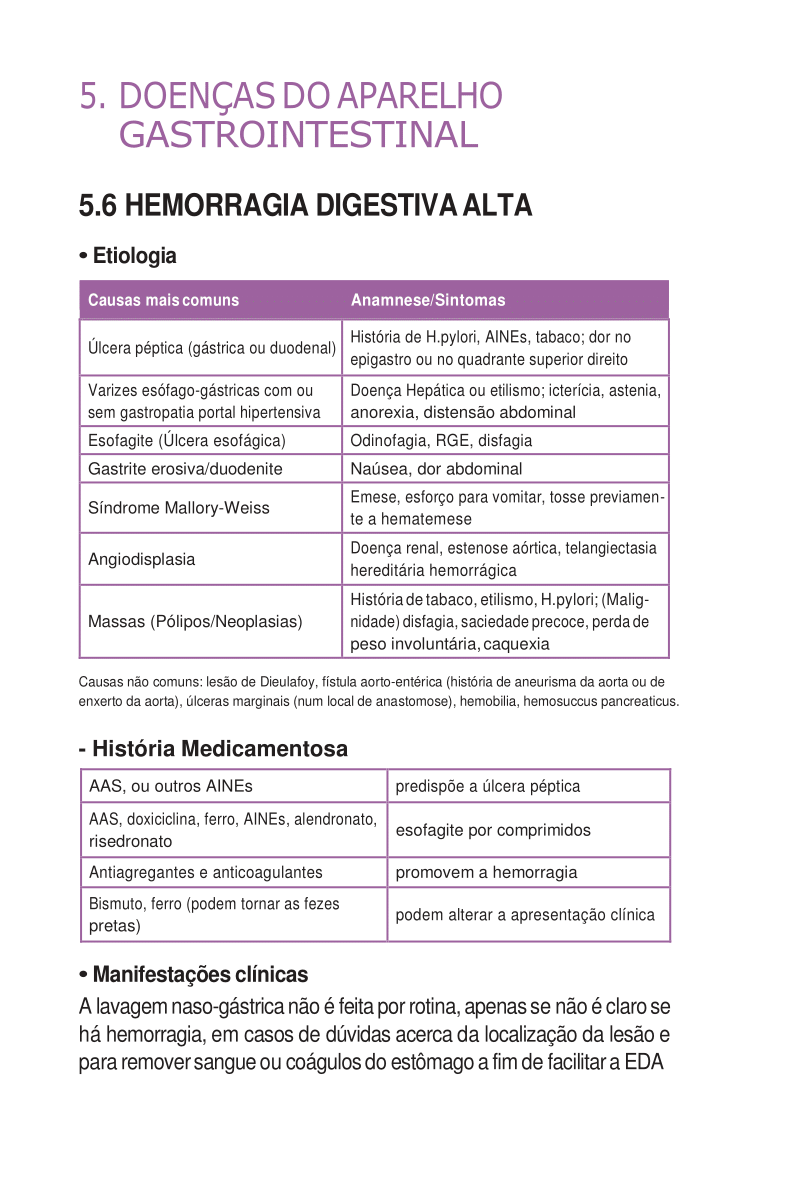 5. DOENÇAS DO APARELHO
GASTROINTESTINAL
5.6 HEMORRAGIA DIGESTIVA ALTA
• Etiologia
Causas mais comuns
Anamnese/Sintomas
Úlcera péptica (gástrica ou duodenal)
História de H.pylori, AINEs, tabaco; dor no
epigastro ou no quadrante superior direito
Varizes esófago-gástricas com ou
sem gastropatia portal hipertensiva
Doença Hepática ou etilismo; icterícia, astenia,
anorexia, distensão abdominal
Esofagite (Úlcera esofágica)
Odinofagia, RGE, disfagia
Gastrite erosiva/duodenite
Naúsea, dor abdominal
Síndrome Mallory-Weiss
Emese, esforço para vomitar, tosse previamen-
te a hematemese
Angiodisplasia
Doença renal, estenose aórtica, telangiectasia
hereditária hemorrágica
Massas (Pólipos/Neoplasias)
História de tabaco, etilismo, H.pylori; (Malig-
nidade) disfagia, saciedade precoce, perda de
peso involuntária, caquexia
Causas não comuns: lesão de Dieulafoy, fístula aorto-entérica (história de aneurisma da aorta ou de
enxerto da aorta), úlceras marginais (num local de anastomose), hemobilia, hemosuccus pancreaticus.
- História Medicamentosa
AAS, ou outros AINEs
predispõe a úlcera péptica
AAS, doxiciclina, ferro, AINEs, alendronato,
risedronato
esofagite por comprimidos
Antiagregantes e anticoagulantes
promovem a hemorragia
Bismuto, ferro (podem tornar as fezes
pretas)
podem alterar a apresentação clínica
• Manifestações clínicas
A lavagem naso-gástrica não é feita por rotina, apenas se não é claro se
há hemorragia, em casos de dúvidas acerca da localização da lesão e
para remover sangue ou coágulos do estômago a fim de facilitar a EDA